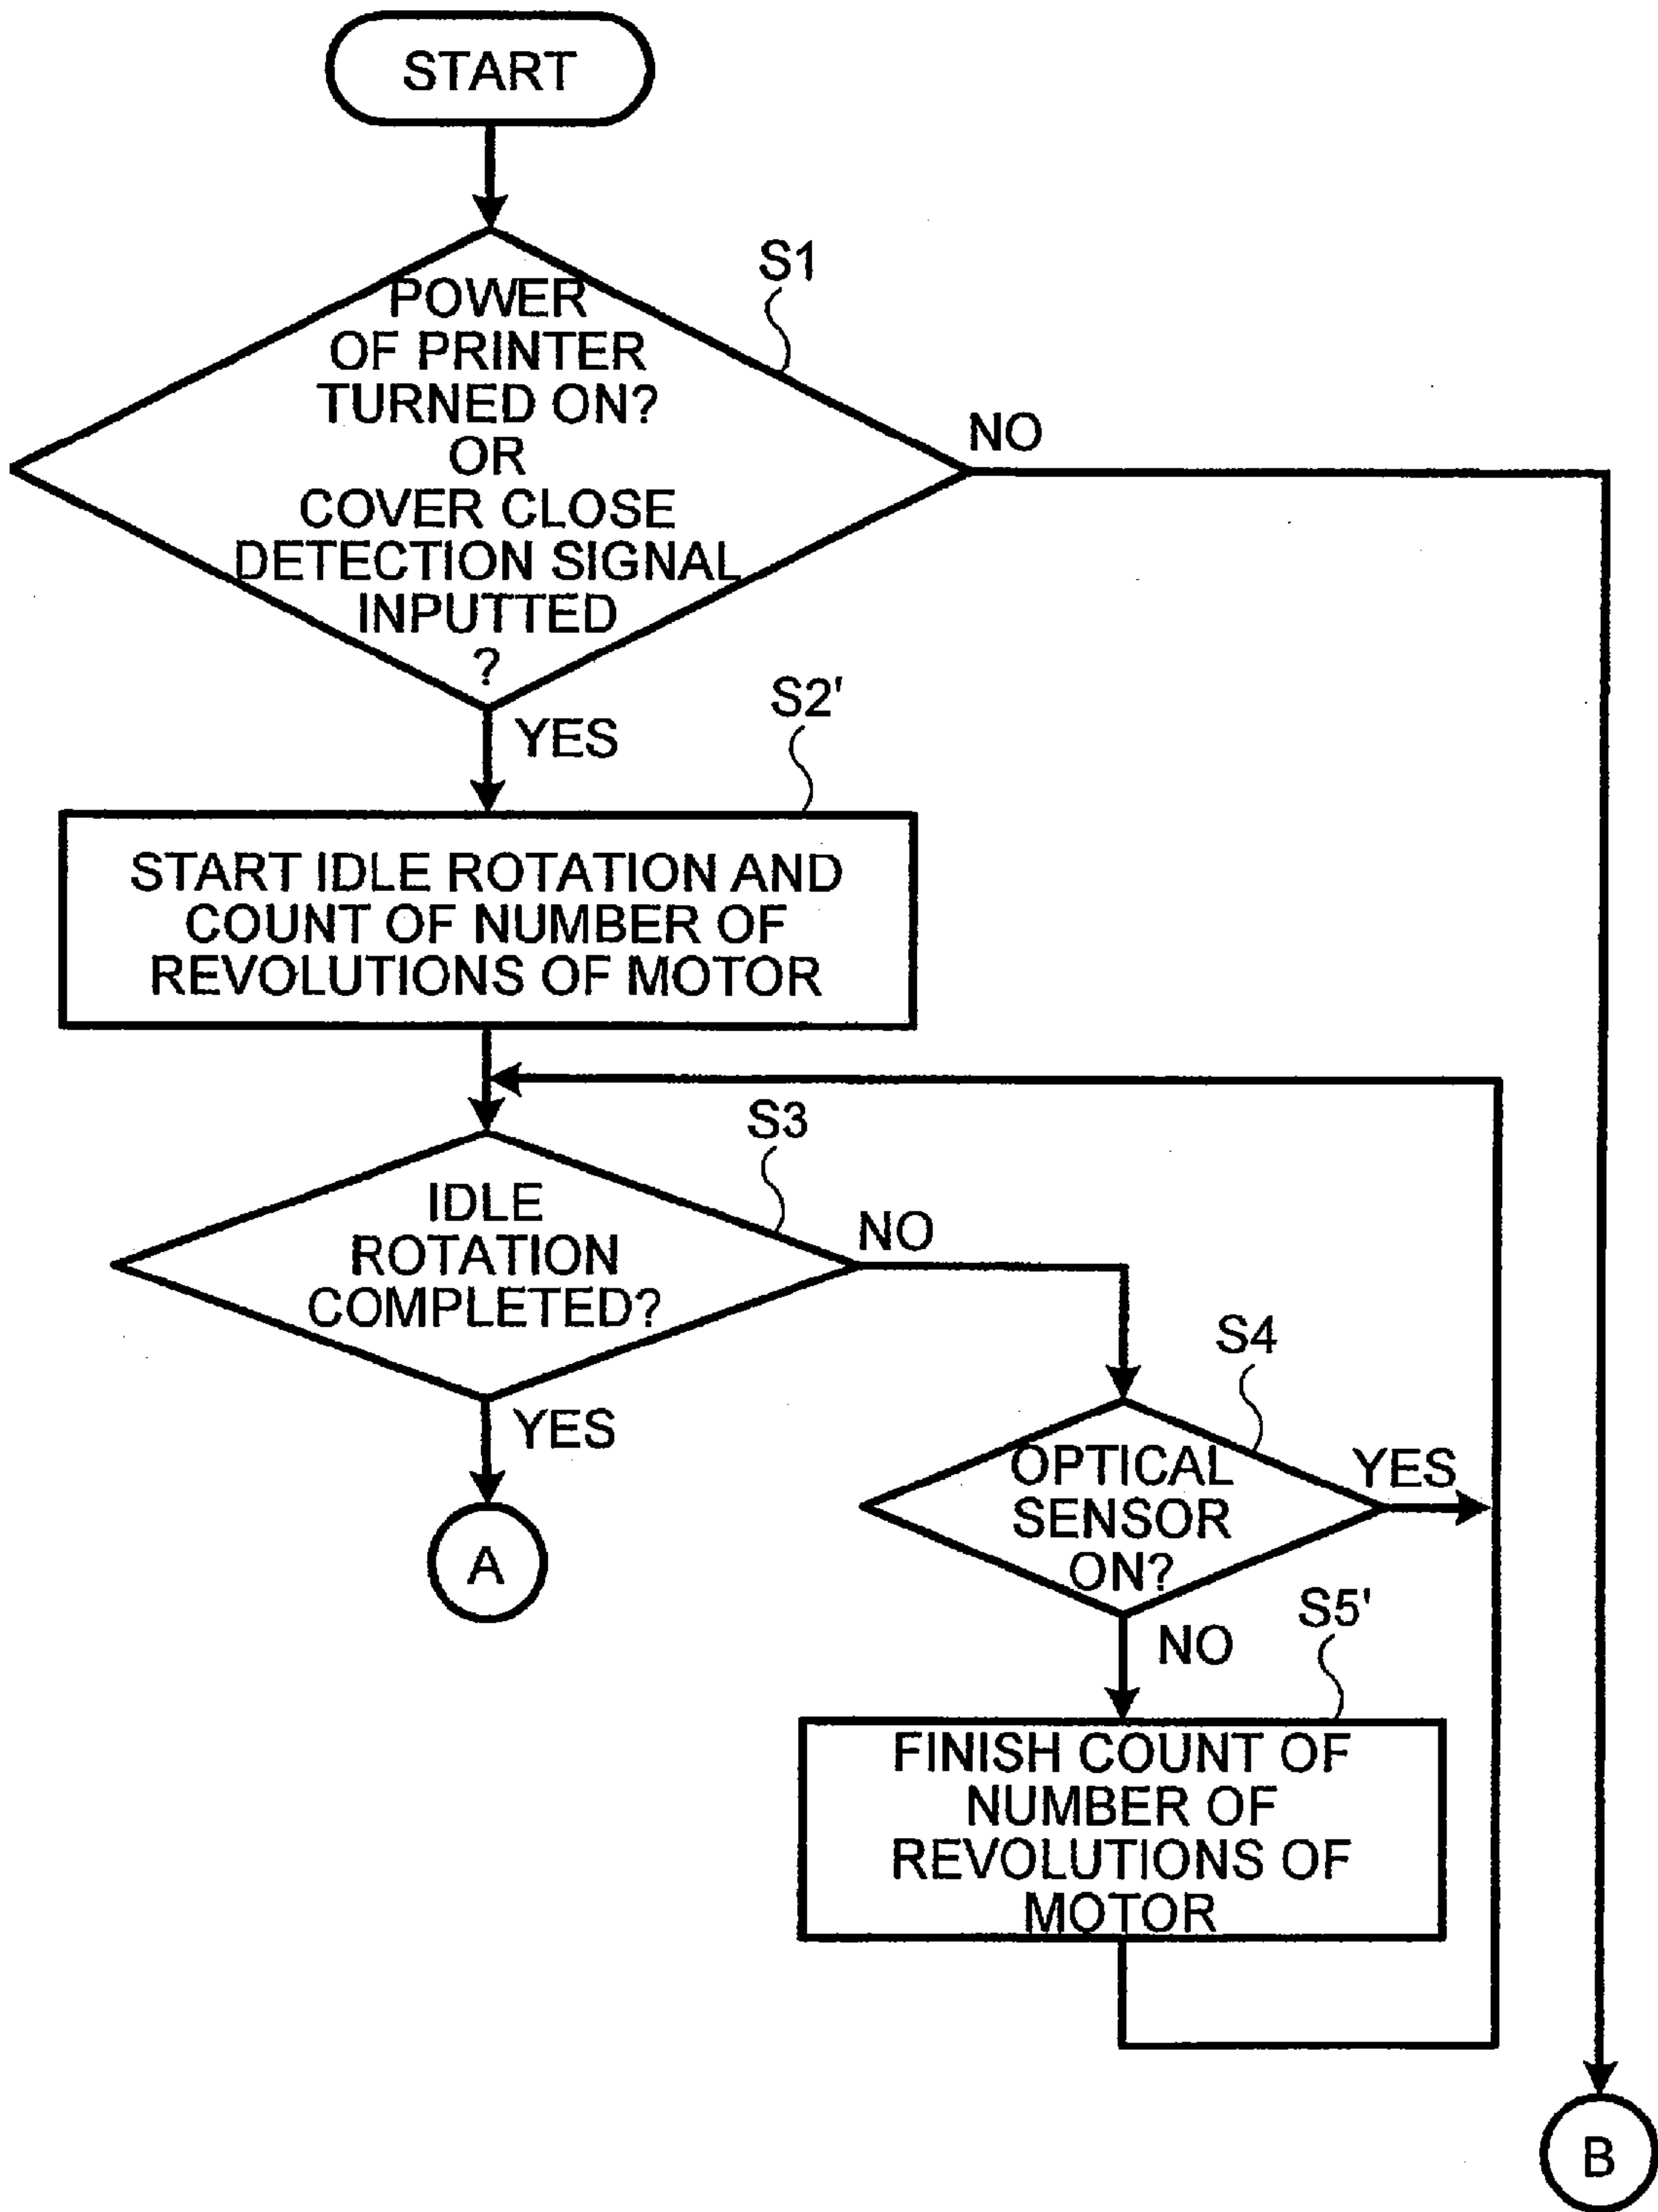 START
S1
POWER
OF PRINTER
TURNED ON?
OR
COVER CLOSE
DETECTION SIGNAL
INPUTTED
?
NO
YES
S2'
START IDLE ROTATION AND
COUNT OF NUMBER OF
REVOLUTIONS OF MOTOR
S3
IDLE
ROTATION
COMPLETED?
NO
YES
A
S4
OPTICAL
SENSOR
ON?
YES
NO
S5'
FINISH COUNT OF
NUMBER OF
REVOLUTIONS OF
MOTOR
B